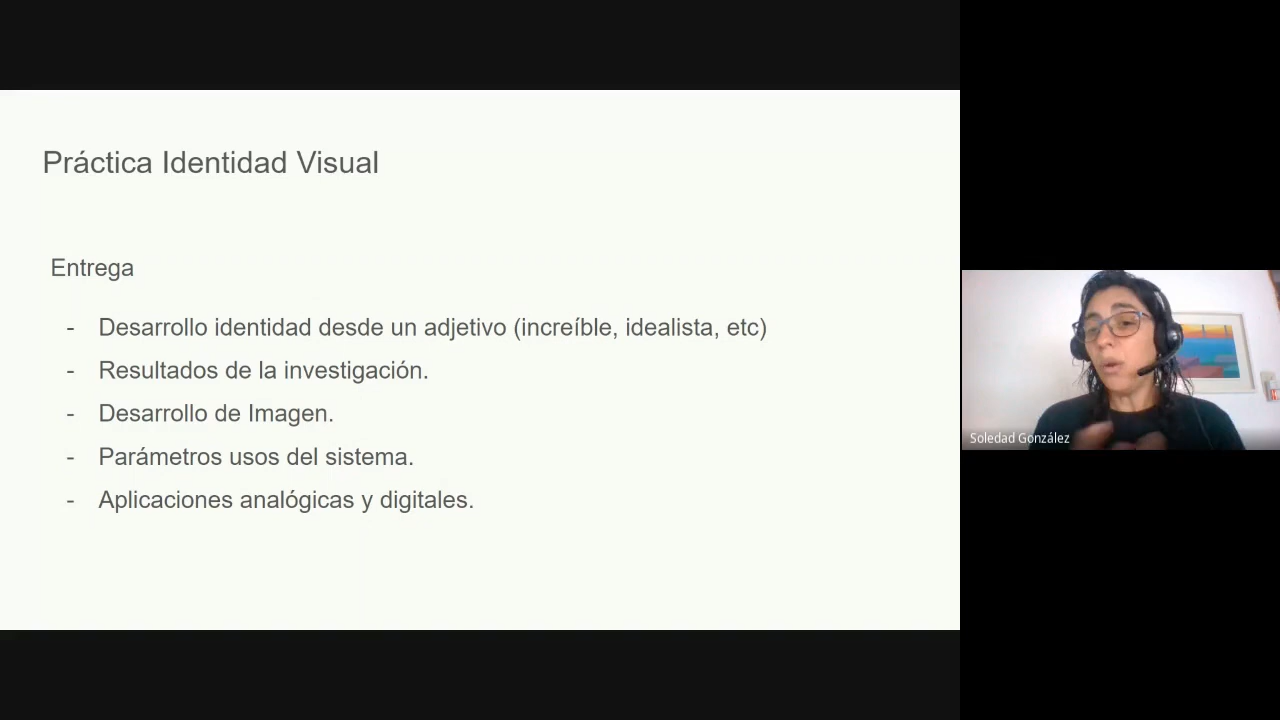 Práctica Identidad Visual
Entrega
- Desarrollo identidad desde un adjetivo (increíble, idealista, etc)
- Resultados de la investigación.
- Desarrollo de Imagen.
- Parámetros usos del sistema.
- Aplicaciones analógicas y digitales.
Soledad González